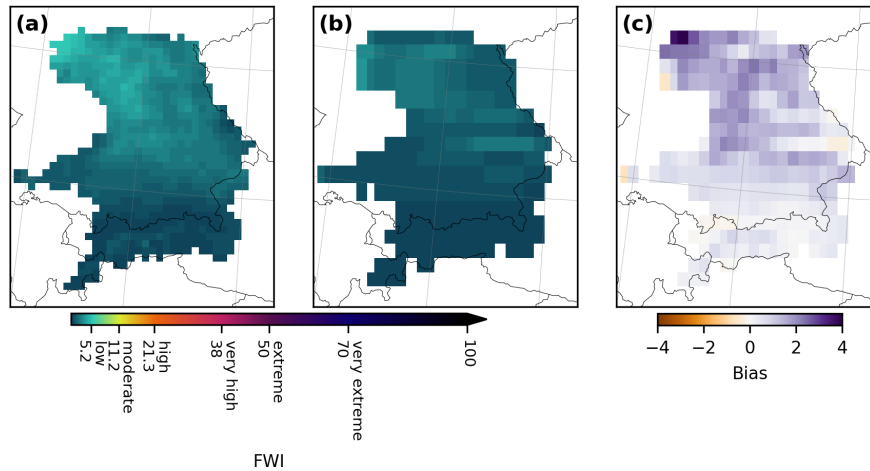 (a)
(b)
(c)
5.2
low
11.2
moderate
21.3
high
38
very high
50
extreme
70
very extreme
100
FWI
−4
−2
0
2
4
Bias